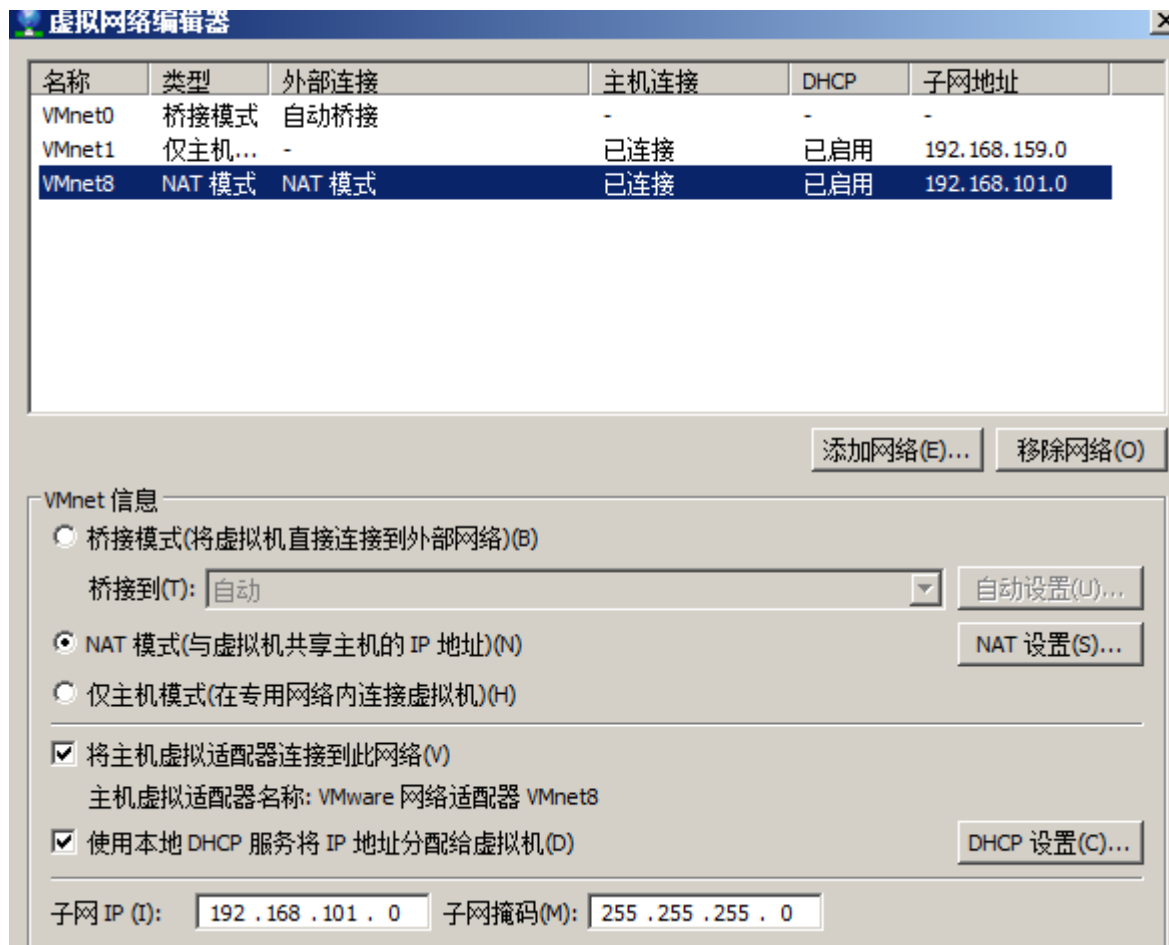 虚拟网络编辑器
名称 类型 外部连接 主机连接 DHCP 子网地址
VMnet0 桥接模式 自动桥接 - - -
VMnet1 仅主机... - 已连接 已启用 192.168.159.0
VMnet8 NAT 模式 NAT 模式 已连接 已启用 192.168.101.0
添加网络(E)... 移除网络(O)
VMnet 信息
桥接模式(将虚拟机直接连接到外部网络)(B)
桥接到(T): 自动 自动设置(U)...
NAT 模式(与虚拟机共享主机的 IP 地址)(N) NAT 设置(S)...
仅主机模式(在专用网络内连接虚拟机)(H)
将主机虚拟适配器连接到此网络(V)
主机虚拟适配器名称: VMware 网络适配器 VMnet8
使用本地 DHCP 服务将 IP 地址分配给虚拟机(D) DHCP 设置(C)...
子网 IP (I): 192 . 168 . 101 . 0 子网掩码(M): 255 . 255 . 255 . 0